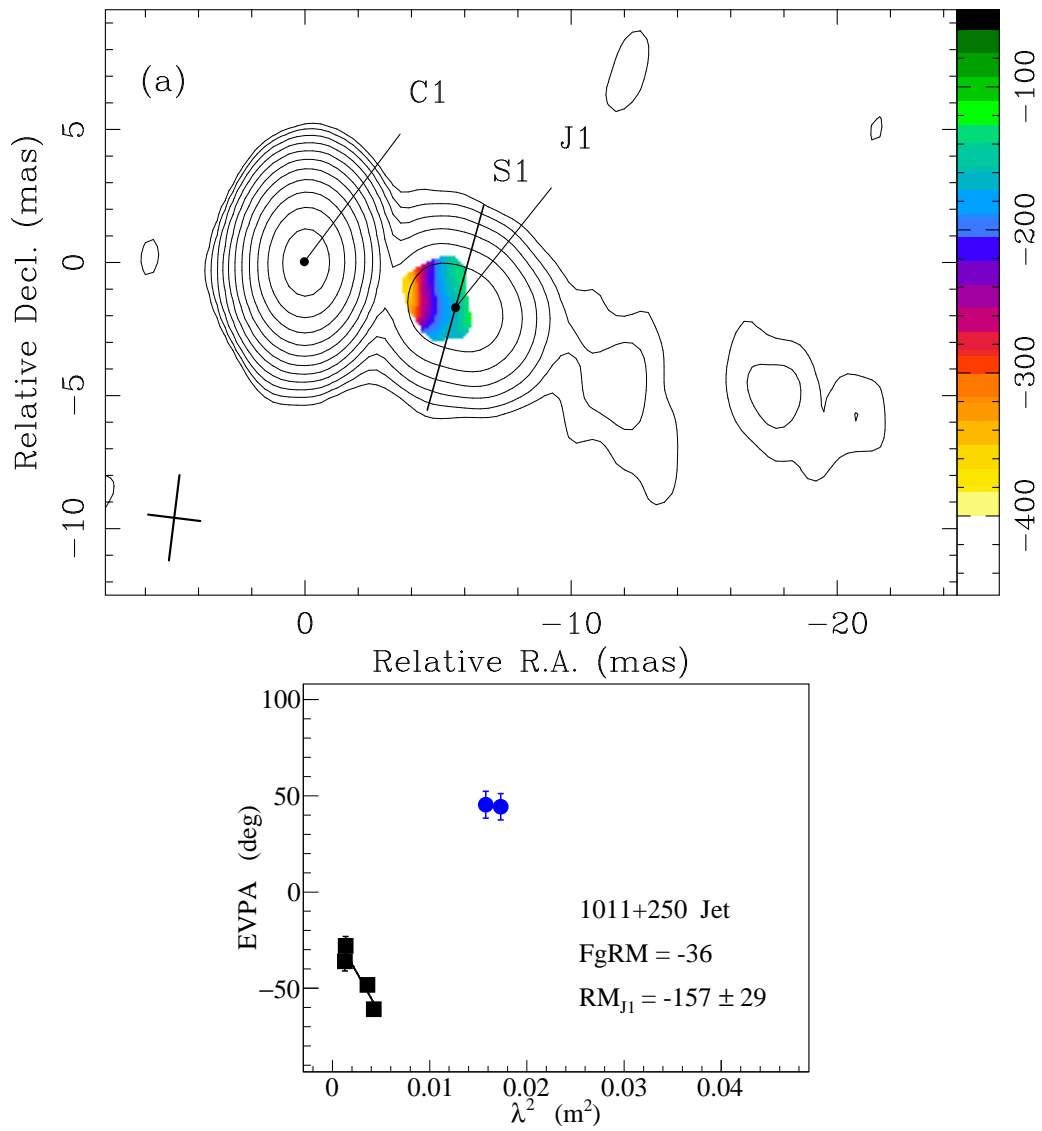 (a)
C1
J1
S1
5
0
−5
−10
Relative Decl. (mas)
0
−10
−20
Relative R.A. (mas)
−100
−200
−300
−400
100
50
0
−50
EVPA (deg)
1011+250 Jet
FgRM = -36
RM_J1 = -157 ± 29
0
0.01
0.02
0.03
0.04
λ² (m²)